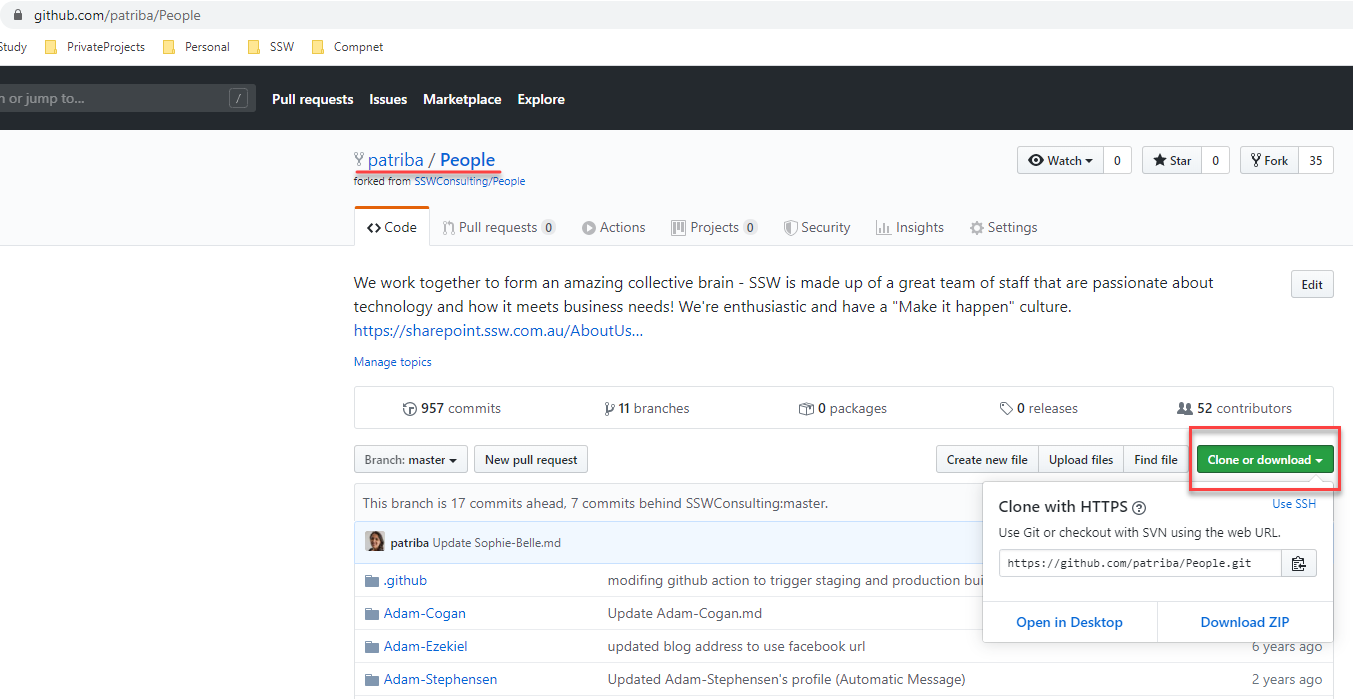 github.com/patriba/People
Study PrivateProjects Personal SSW Compnet
or jump to... / Pull requests Issues Marketplace Explore
patriba / People Watch 0 Star 0 Fork 35
forked from SSWConsulting/People
Code Pull requests 0 Actions Projects 0 Security Insights Settings
We work together to form an amazing collective brain - SSW is made up of a great team of staff that are passionate about Edit
technology and how it meets business needs! We're enthusiastic and have a "Make it happen" culture.
https://sharepoint.ssw.com.au/AboutUs...
Manage topics
957 commits 11 branches 0 packages 0 releases 52 contributors
Branch: master New pull request Create new file Upload files Find file Clone or download
This branch is 17 commits ahead, 7 commits behind SSWConsulting:master.
Clone with HTTPS Use SSH
Use Git or checkout with SVN using the web URL.
https://github.com/patriba/People.git
Open in Desktop Download ZIP
patriba Update Sophie-Belle.md
.github modifing github action to trigger staging and production bui
Adam-Cogan Update Adam-Cogan.md
Adam-Ezekiel updated blog address to use facebook url 6 years ago
Adam-Stephensen Updated Adam-Stephensen's profile (Automatic Message) 2 years ago